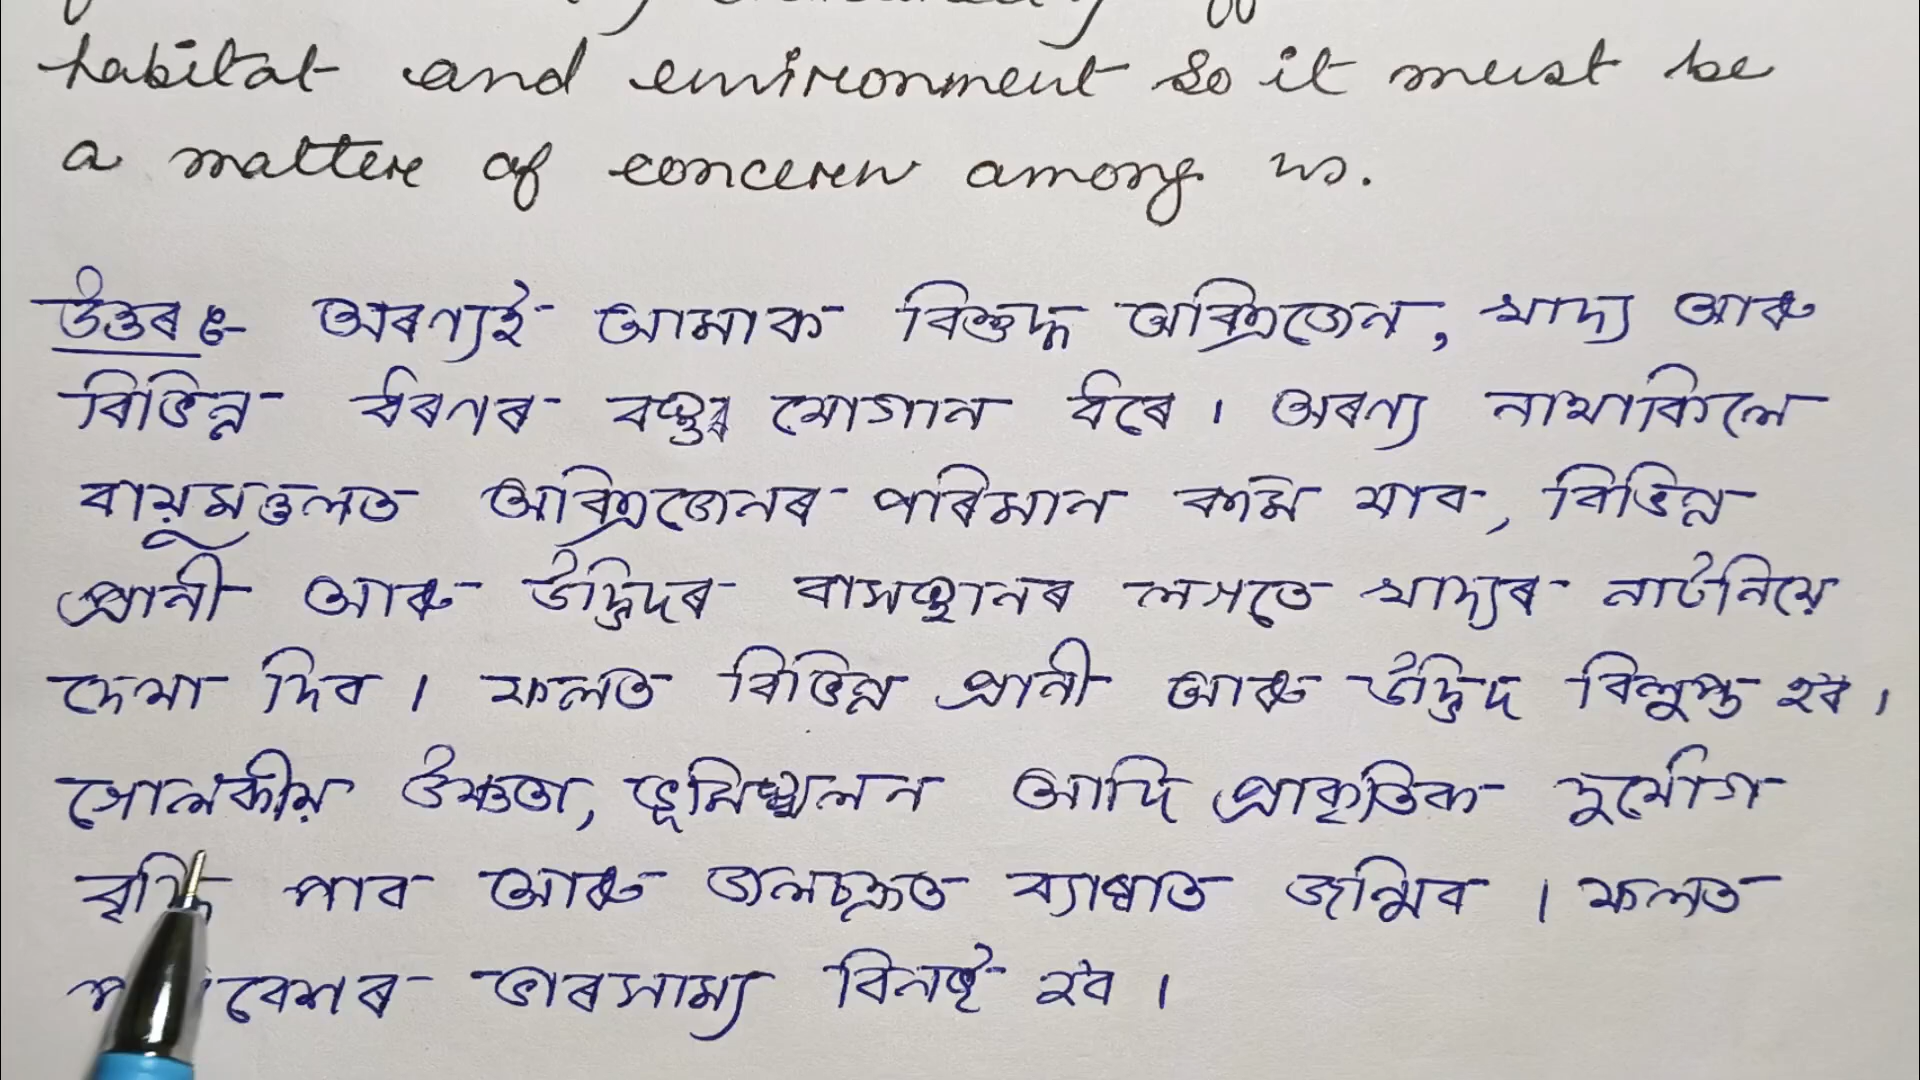 habitat and environment so it must be
a matter of concern among us.
উত্তৰঃ- অৰণ্যই আমাক বিশুদ্ধ অক্সিজেন, খাদ্য আৰু
বিভিন্ন ধৰণৰ বস্তুৰ যোগান ধৰে । অৰণ্য নাথাকিলে
বায়ুমণ্ডলত অক্সিজেনৰ পৰিমান কমি যাব, বিভিন্ন
প্ৰানী আৰু উদ্ভিদৰ বাসস্থানৰ লগতে খাদ্যৰ নাটনিয়ে
দেখা দিব । ফলত বিভিন্ন প্ৰানী আৰু উদ্ভিদ বিলুপ্ত হব ।
গোলকীয় উষ্ণতা, ভূমিস্খলন আদি প্ৰাকৃতিক দুৰ্যোগ
বৃদ্ধি পাব আৰু জলচক্ৰত ব্যাঘাত জন্মিব । ফলত
ভাৰসাম্য বিনষ্ট হব ।